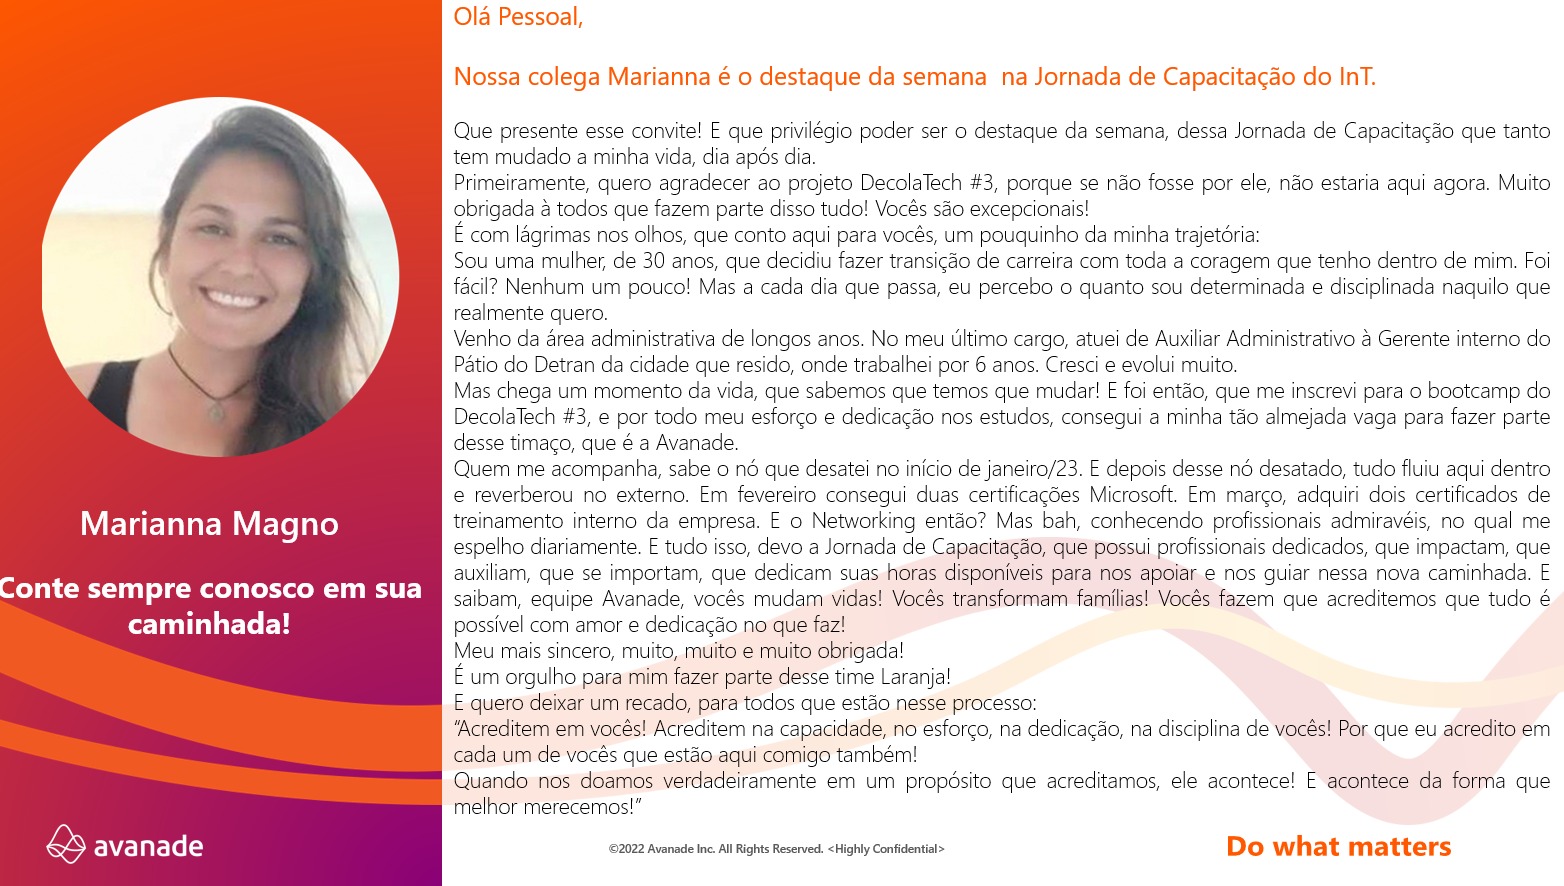 Olá Pessoal,
Nossa colega Marianna é o destaque da semana  na Jornada de Capacitação do InT.
Que presente esse convite! E que privilégio poder ser o destaque da semana, dessa Jornada de Capacitação que tanto
tem mudado a minha vida, dia após dia.
Primeiramente, quero agradecer ao projeto DecolaTech #3, porque se não fosse por ele, não estaria aqui agora. Muito
obrigada à todos que fazem parte disso tudo! Vocês são excepcionais!
É com lágrimas nos olhos, que conto aqui para vocês, um pouquinho da minha trajetória:
Sou uma mulher, de 30 anos, que decidiu fazer transição de carreira com toda a coragem que tenho dentro de mim. Foi
fácil? Nenhum um pouco! Mas a cada dia que passa, eu percebo o quanto sou determinada e disciplinada naquilo que
realmente quero.
Venho da área administrativa de longos anos. No meu último cargo, atuei de Auxiliar Administrativo à Gerente interno do
Pátio do Detran da cidade que resido, onde trabalhei por 6 anos. Cresci e evolui muito.
Mas chega um momento da vida, que sabemos que temos que mudar! E foi então, que me inscrevi para o bootcamp do
DecolaTech #3, e por todo meu esforço e dedicação nos estudos, consegui a minha tão almejada vaga para fazer parte
desse timaço, que é a Avanade.
Quem me acompanha, sabe o nó que desatei no início de janeiro/23. E depois desse nó desatado, tudo fluiu aqui dentro
e reverberou no externo. Em fevereiro consegui duas certificações Microsoft. Em março, adquiri dois certificados de
treinamento interno da empresa. E o Networking então? Mas bah, conhecendo profissionais admiravéis, no qual me
espelho diariamente. E tudo isso, devo a Jornada de Capacitação, que possui profissionais dedicados, que impactam, que
auxiliam, que se importam, que dedicam suas horas disponíveis para nos apoiar e nos guiar nessa nova caminhada. E
saibam, equipe Avanade, vocês mudam vidas! Vocês transformam famílias! Vocês fazem que acreditemos que tudo é
possível com amor e dedicação no que faz!
Meu mais sincero, muito, muito e muito obrigada!
É um orgulho para mim fazer parte desse time Laranja!
E quero deixar um recado, para todos que estão nesse processo:
“Acreditem em vocês! Acreditem na capacidade, no esforço, na dedicação, na disciplina de vocês! Por que eu acredito em
cada um de vocês que estão aqui comigo também!
Quando nos doamos verdadeiramente em um propósito que acreditamos, ele acontece! E acontece da forma que
melhor merecemos!”
Marianna Magno
Conte sempre conosco em sua
caminhada!
avanade
©2022 Avanade Inc. All Rights Reserved. <Highly Confidential>
Do what matters